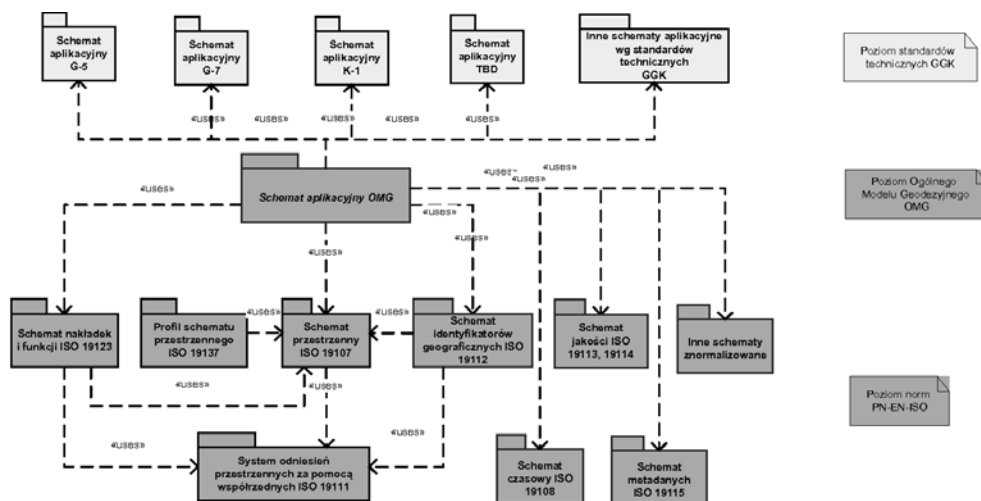 Schemat
aplikacyjny
G-5
Schemat
aplikacyjny
G-7
Schemat
aplikacyjny
K-1
Schemat
aplikacyjny
TBD
Inne schematy aplikacyjne
wg standardów
technicznych
GGK
Poziom standardów
technicznych GGK
«uses»
«uses»
«uses»
«uses»
«uses»
Schemat aplikacyjny OMG
Poziom Ogólnego
Modelu Geodezyjnego
OMG
«uses»
«uses»
«uses»
«uses»
«uses»
«uses»
«uses»
Schemat nakładek
i funkcji ISO 19123
Profil schematu
przestrzennego
ISO 19137
«uses»
Schemat
przestrzenny
ISO 19107
«uses»
Schemat
identyfikatorów
geograficznych ISO
19112
Schemat
jakości ISO
19113, 19114
Inne schematy
znormalizowane
Poziom norm
PN-EN-ISO
«uses»
«uses»
«uses»
«uses»
System odniesień
przestrzennych za pomocą
współrzędnych ISO 19111
Schemat
czasowy ISO
19108
Schemat
metadanych
ISO 19115